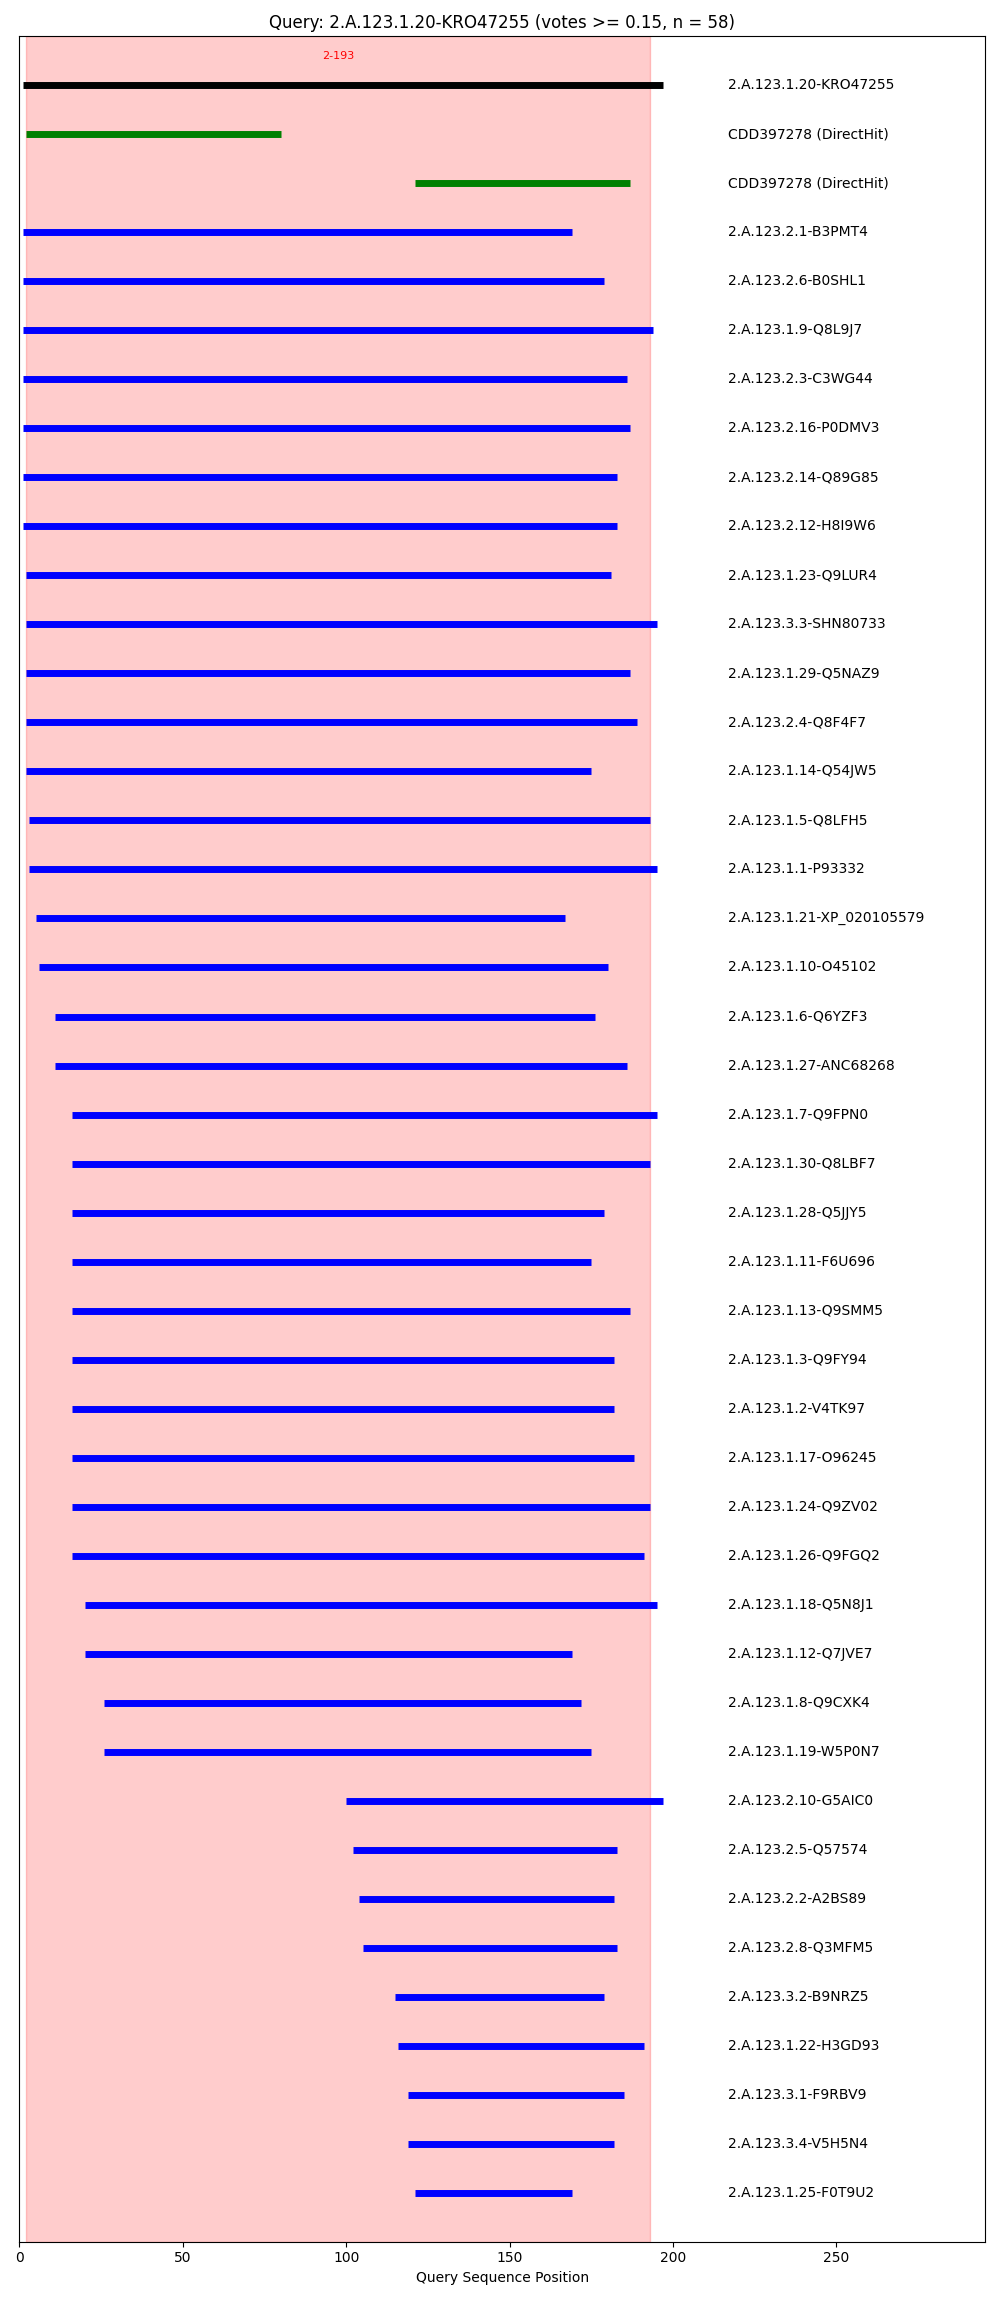 Query: 2.A.123.1.20-KRO47255 (votes >= 0.15, n = 58)
2-193
2.A.123.1.20-KRO47255
CDD397278 (DirectHit)
CDD397278 (DirectHit)
2.A.123.2.1-B3PMT4
2.A.123.2.6-B0SHL1
2.A.123.1.9-Q8L9J7
2.A.123.2.3-C3WG44
2.A.123.2.16-P0DMV3
2.A.123.2.14-Q89G85
2.A.123.2.12-H8I9W6
2.A.123.1.23-Q9LUR4
2.A.123.3.3-SHN80733
2.A.123.1.29-Q5NAZ9
2.A.123.2.4-Q8F4F7
2.A.123.1.14-Q54JW5
2.A.123.1.5-Q8LFH5
2.A.123.1.1-P93332
2.A.123.1.21-XP_020105579
2.A.123.1.10-O45102
2.A.123.1.6-Q6YZF3
2.A.123.1.27-ANC68268
2.A.123.1.7-Q9FPN0
2.A.123.1.30-Q8LBF7
2.A.123.1.28-Q5JJY5
2.A.123.1.11-F6U696
2.A.123.1.13-Q9SMM5
2.A.123.1.3-Q9FY94
2.A.123.1.2-V4TK97
2.A.123.1.17-O96245
2.A.123.1.24-Q9ZV02
2.A.123.1.26-Q9FGQ2
2.A.123.1.18-Q5N8J1
2.A.123.1.12-Q7JVE7
2.A.123.1.8-Q9CXK4
2.A.123.1.19-W5P0N7
2.A.123.2.10-G5AIC0
2.A.123.2.5-Q57574
2.A.123.2.2-A2BS89
2.A.123.2.8-Q3MFM5
2.A.123.3.2-B9NRZ5
2.A.123.1.22-H3GD93
2.A.123.3.1-F9RBV9
2.A.123.3.4-V5H5N4
2.A.123.1.25-F0T9U2
0 50 100 150 200 250
Query Sequence Position